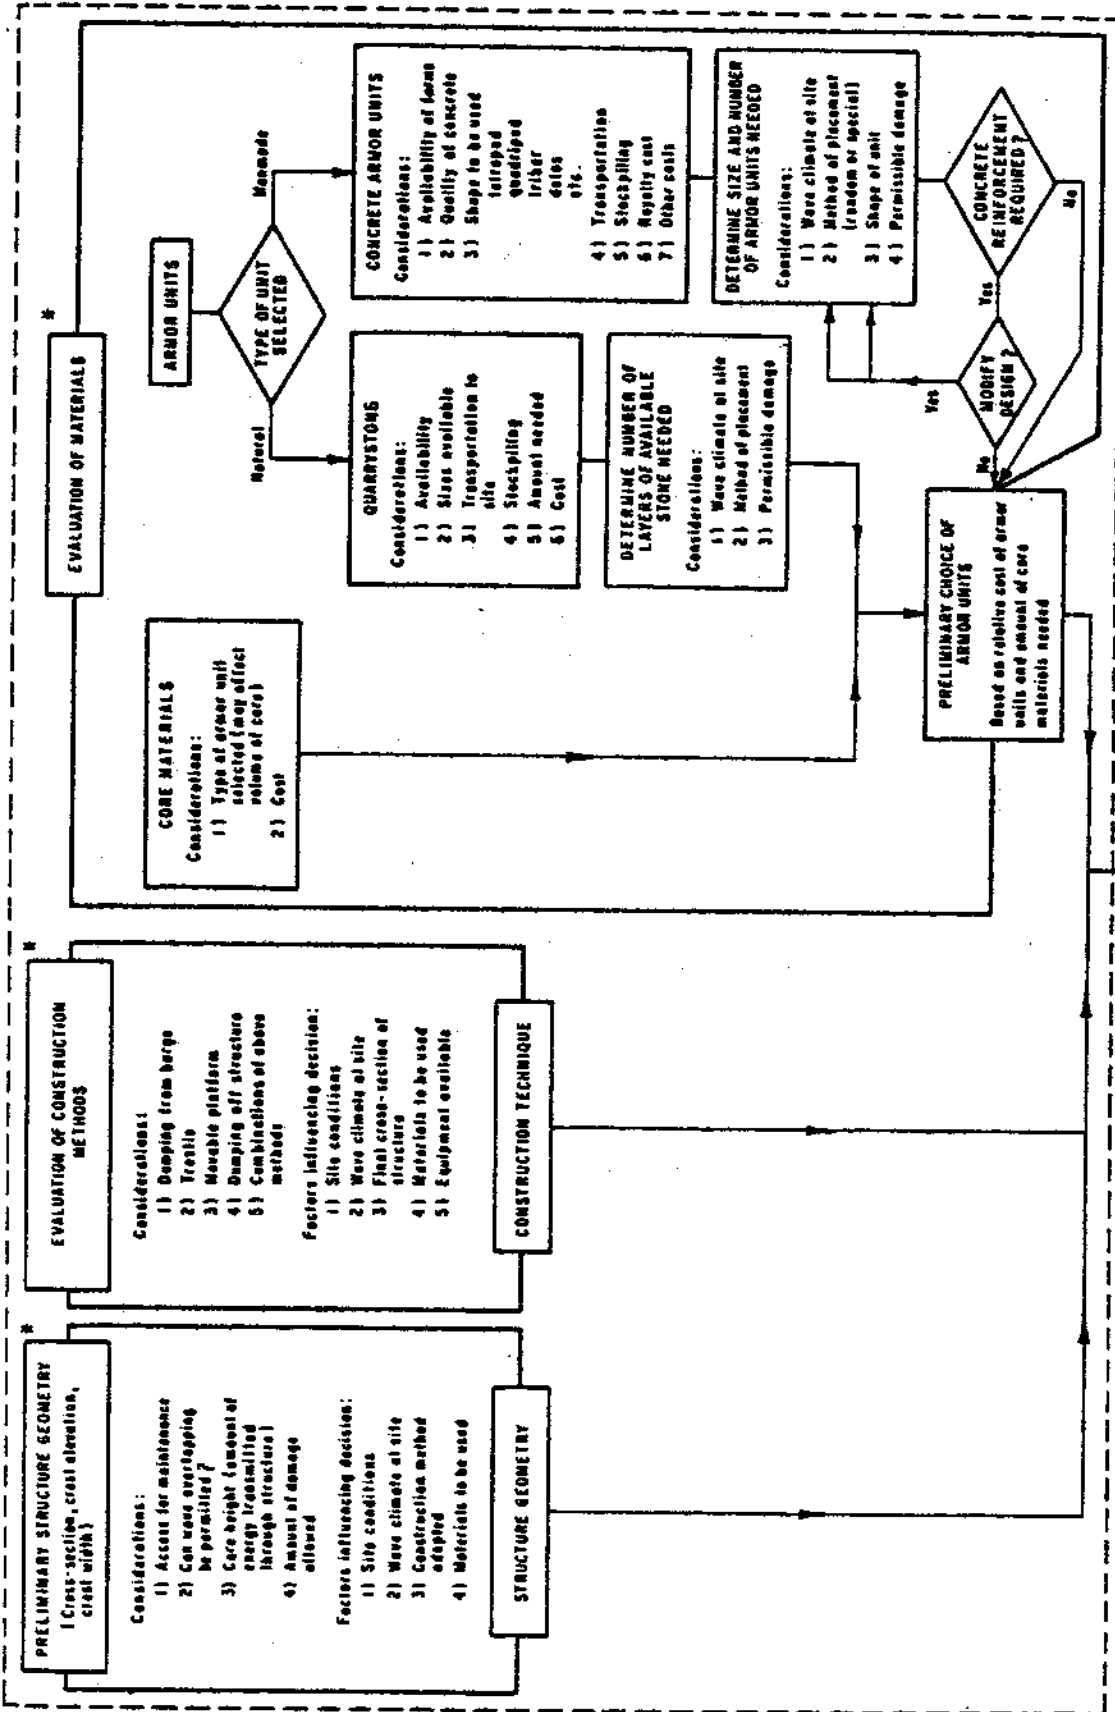 PRELIMINARY STRUCTURE GEOMETRY
(Cross-section, crest elevation,
crest width)
*
Considerations:
1) Access for maintenance
2) Can wave overtopping
be permitted?
3) Core height (amount of
energy transmitted
through structure)
4) Amount of damage
allowed
Factors influencing decision:
1) Site conditions
2) Wave climate at site
3) Construction method
adopted
4) Materials to be used
STRUCTURE GEOMETRY
EVALUATION OF CONSTRUCTION
METHODS
*
Considerations:
1) Dumping from barge
2) Trestle
3) Movable platform
4) Dumping off structure
5) Combinations of above
methods
Factors influencing decision:
1) Site conditions
2) Wave climate at site
3) Final cross-section of
structure
4) Materials to be used
5) Equipment available
CONSTRUCTION TECHNIQUE
EVALUATION OF MATERIALS
*
CORE MATERIALS
Considerations:
1) Type of armor unit
selected (may affect
volume of core)
2) Cost
ARMOR UNITS
TYPE OF UNIT
SELECTED
Natural
Manmade
QUARRYSTONE
Considerations:
1) Availability
2) Sizes available
3) Transportation to
site
4) Stockpiling
5) Amount needed
6) Cost
DETERMINE NUMBER OF
LAYERS OF AVAILABLE
STONE NEEDED
Considerations:
1) Wave climate at site
2) Method of placement
3) Permissible damage
CONCRETE ARMOR UNITS
Considerations:
1) Availability of forms
2) Quality of concrete
3) Shape to be used
tetrapod
quadripod
tribar
dolos
etc.
4) Transportation
5) Stockpiling
6) Royalty cost
7) Other costs
DETERMINE SIZE AND NUMBER
OF ARMOR UNITS NEEDED
Considerations:
1) Wave climate at site
2) Method of placement
(random or special)
3) Shape of unit
4) Permissible damage
CONCRETE
REINFORCEMENT
REQUIRED?
Yes
No
MODIFY
DESIGN?
Yes
No
PRELIMINARY CHOICE OF
ARMOR UNITS
Based on relative cost of armor
units and amount of core
materials needed